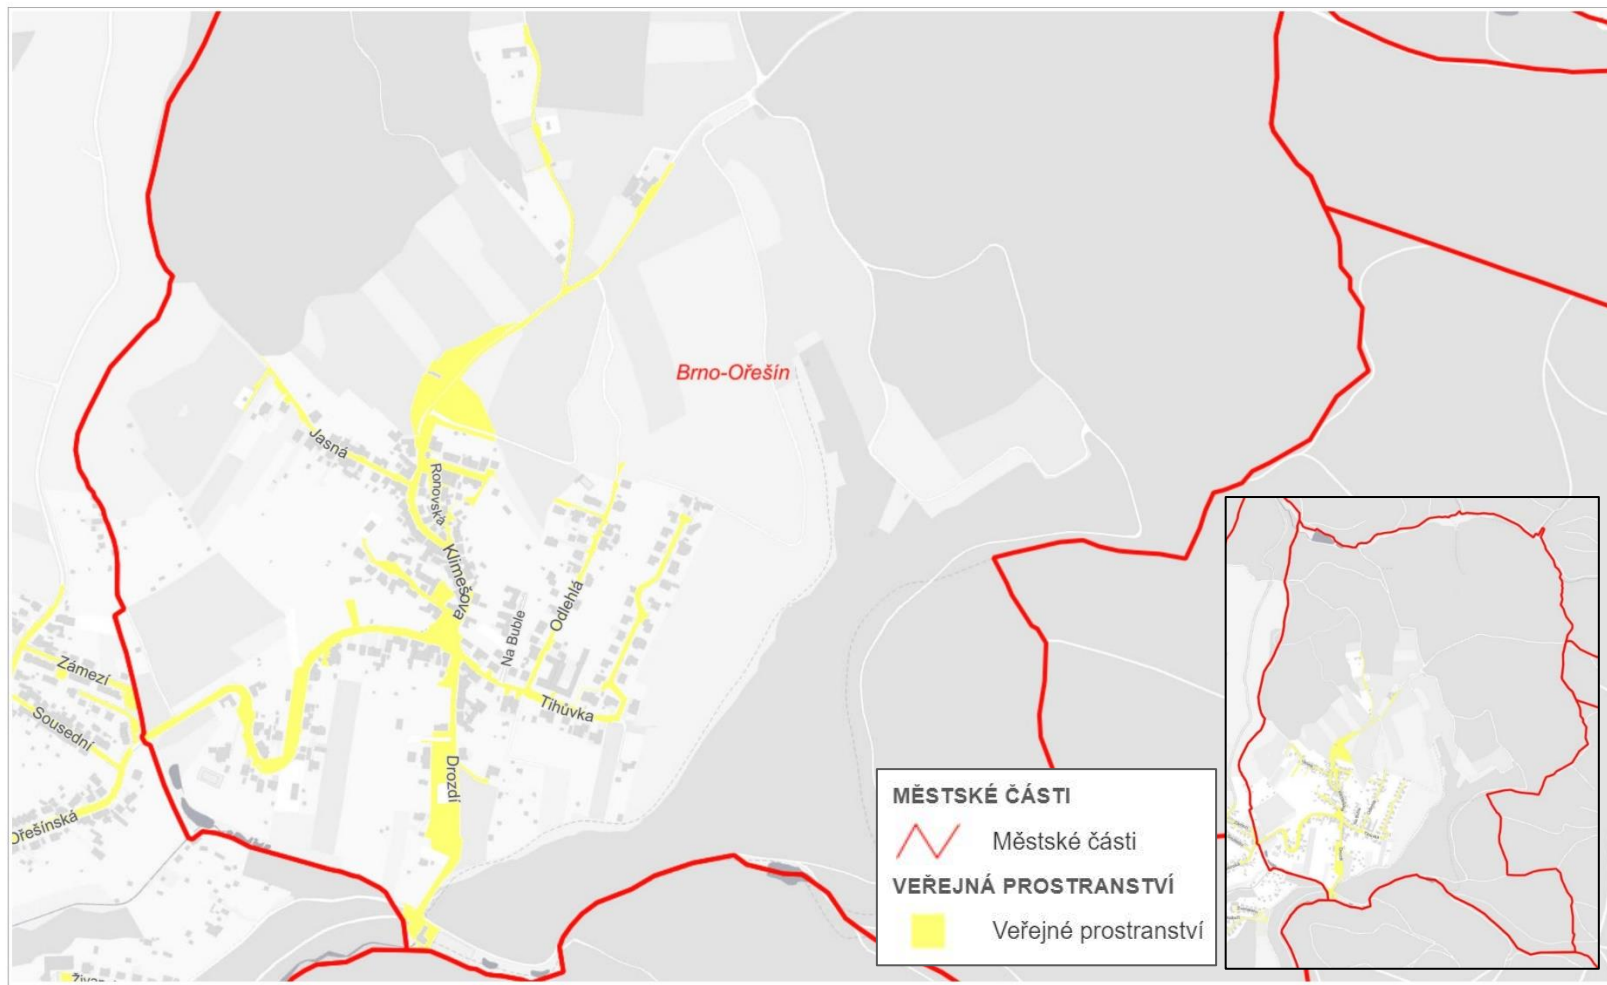 Brno-Ořešín
Jasná
Ronovská
Klimešova
Odlehlá
Na Buble
Zámezí
Tihůvka
Sousední
Drozdí
Ořešínská
MĚSTSKÉ ČÁSTI
Městské části
VEŘEJNÁ PROSTRANSTVÍ
Veřejné prostranství